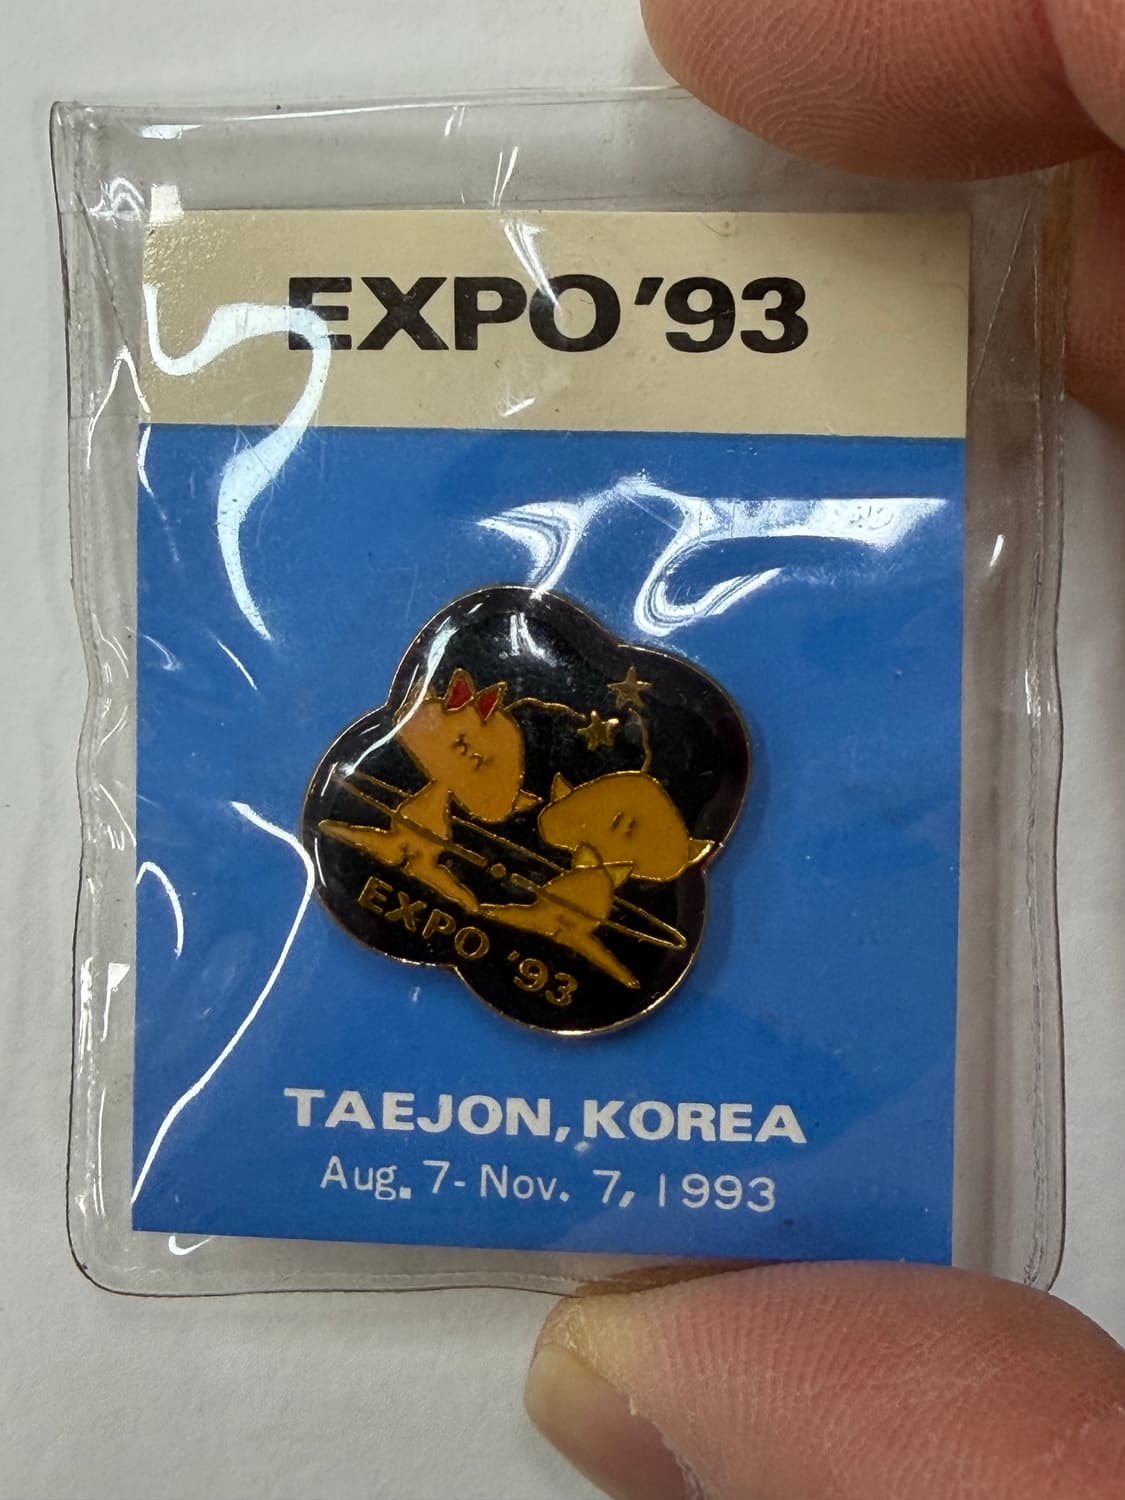 EXPO '93
EXPO '93
TAEJON, KOREA
Aug. 7- Nov. 7, 1993